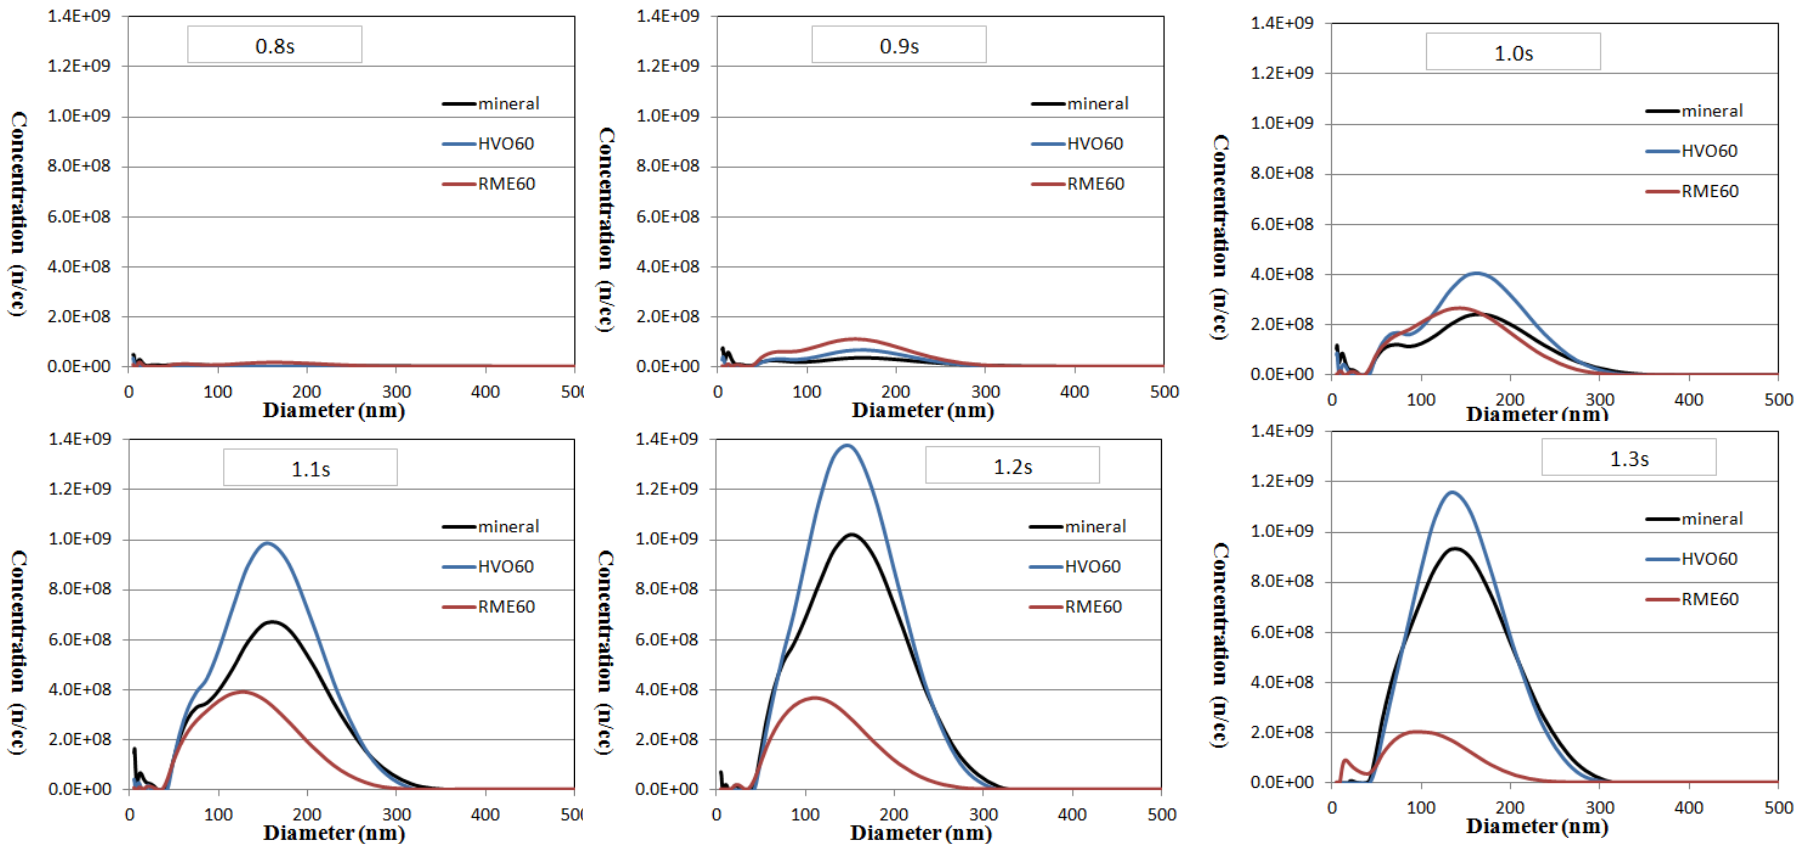 1.4E+09
1.2E+09
1.0E+09
8.0E+08
6.0E+08
4.0E+08
2.0E+08
0.0E+00
0 100 200 300 400 500
Concentration (n/cc)
Diameter (nm)
0.8s
mineral
HVO60
RME60
1.4E+09
1.2E+09
1.0E+09
8.0E+08
6.0E+08
4.0E+08
2.0E+08
0.0E+00
0 100 200 300 400 500
Concentration (n/cc)
Diameter (nm)
0.9s
mineral
HVO60
RME60
1.4E+09
1.2E+09
1.0E+09
8.0E+08
6.0E+08
4.0E+08
2.0E+08
0.0E+00
0 100 200 300 400 500
Concentration (n/cc)
Diameter (nm)
1.0s
mineral
HVO60
RME60
1.4E+09
1.2E+09
1.0E+09
8.0E+08
6.0E+08
4.0E+08
2.0E+08
0.0E+00
0 100 200 300 400 500
Concentration (n/cc)
Diameter (nm)
1.1s
mineral
HVO60
RME60
1.4E+09
1.2E+09
1.0E+09
8.0E+08
6.0E+08
4.0E+08
2.0E+08
0.0E+00
0 100 200 300 400 500
Concentration (n/cc)
Diameter (nm)
1.2s
mineral
HVO60
RME60
1.4E+09
1.2E+09
1.0E+09
8.0E+08
6.0E+08
4.0E+08
2.0E+08
0.0E+00
0 100 200 300 400 500
Concentration (n/cc)
Diameter (nm)
1.3s
mineral
HVO60
RME60